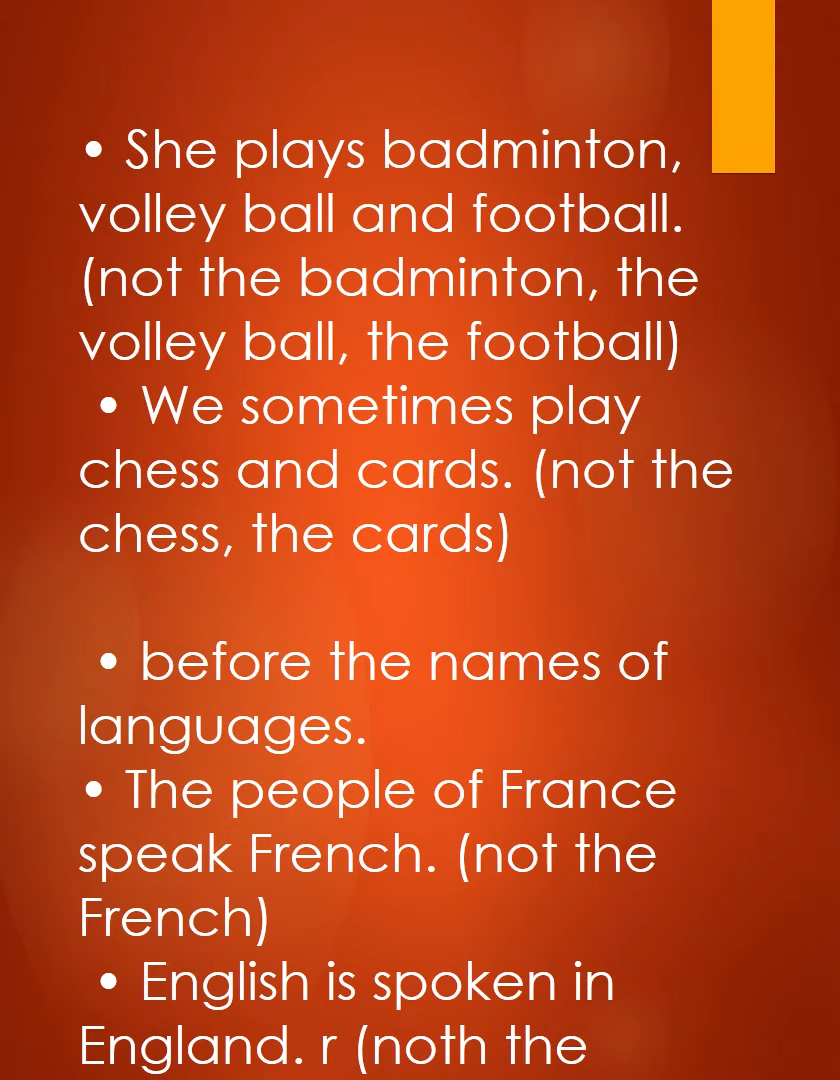 • She plays badminton,
volley ball and football.
(not the badminton, the
volley ball, the football)
• We sometimes play
chess and cards. (not the
chess, the cards)
• before the names of
languages.
• The people of France
speak French. (not the
French)
• English is spoken in
England. r (noth the